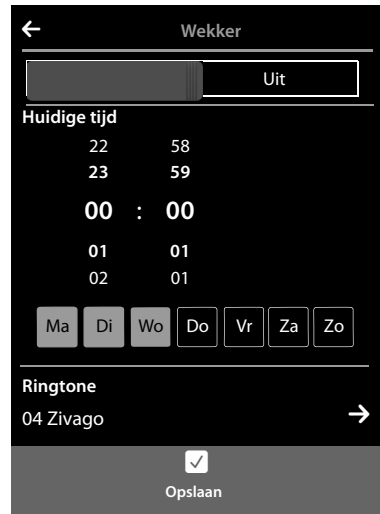 Wekker
Uit
Huidige tijd
22 58
23 59
00 : 00
01 01
02 01
Ma Di Wo Do Vr Za Zo
Ringtone
04 Zivago
Opslaan